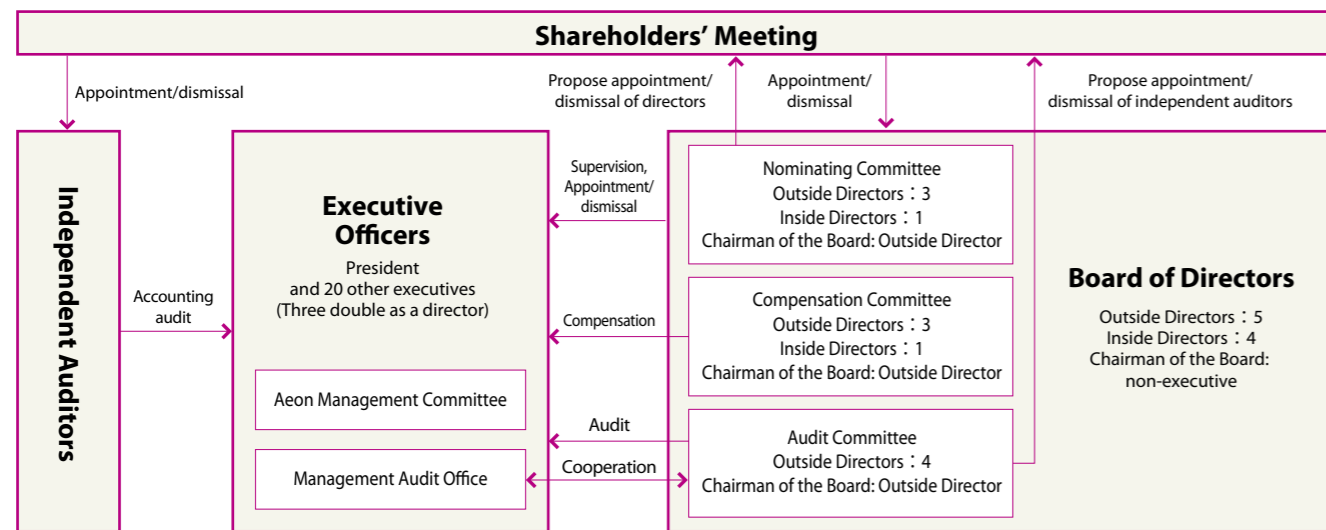 Shareholders’ Meeting
Appointment/dismissal
Propose appointment/
dismissal of directors
Appointment/
dismissal
Propose appointment/
dismissal of independent auditors
Independent Auditors
Accounting
audit
Executive
Officers
President
and 20 other executives
(Three double as a director)
Aeon Management Committee
Management Audit Office
Supervision,
Appointment/
dismissal
Compensation
Audit
Cooperation
Nominating Committee
Outside Directors：3
Inside Directors：1
Chairman of the Board: Outside Director
Compensation Committee
Outside Directors：3
Inside Directors：1
Chairman of the Board: Outside Director
Audit Committee
Outside Directors：4
Chairman of the Board: Outside Director
Board of Directors
Outside Directors：5
Inside Directors：4
Chairman of the Board:
non-executive